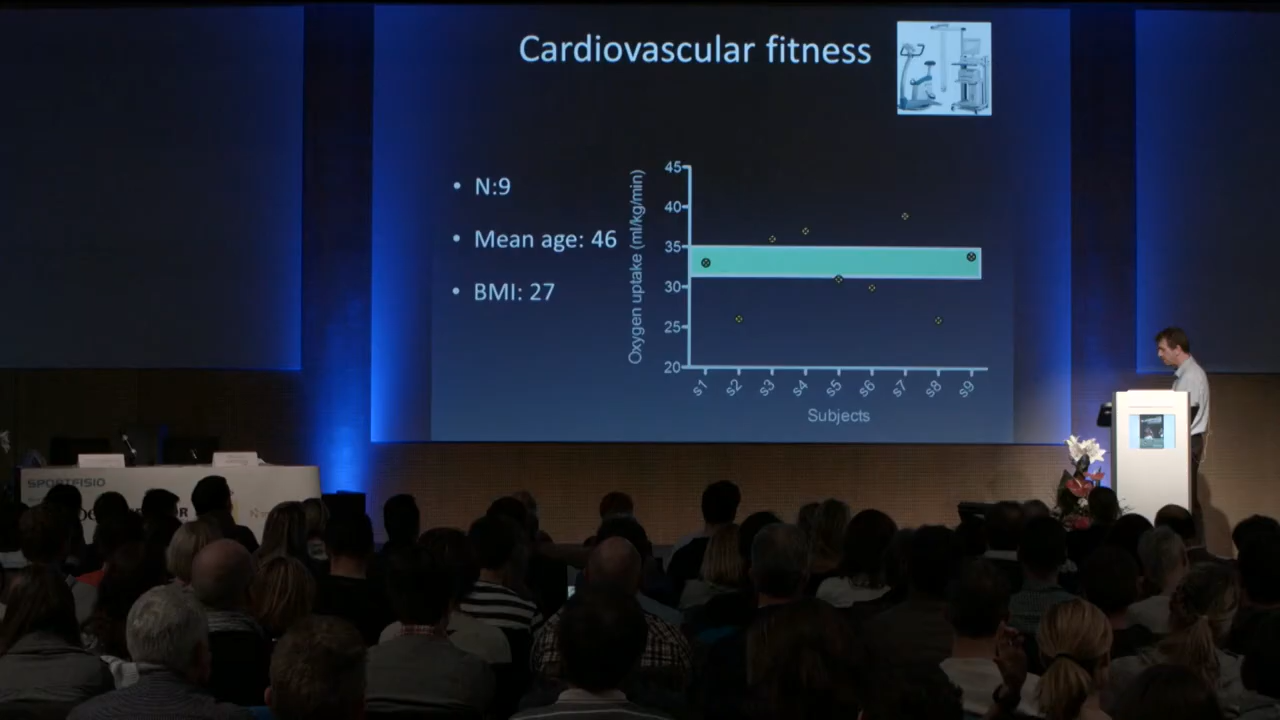 Cardiovascular fitness
• N:9
• Mean age: 46
• BMI: 27
Oxygen uptake (ml/kg/min)
45
40
35
30
25
20
s1 s2 s3 s4 s5 s6 s7 s8 s9
Subjects
SPORTFISIO